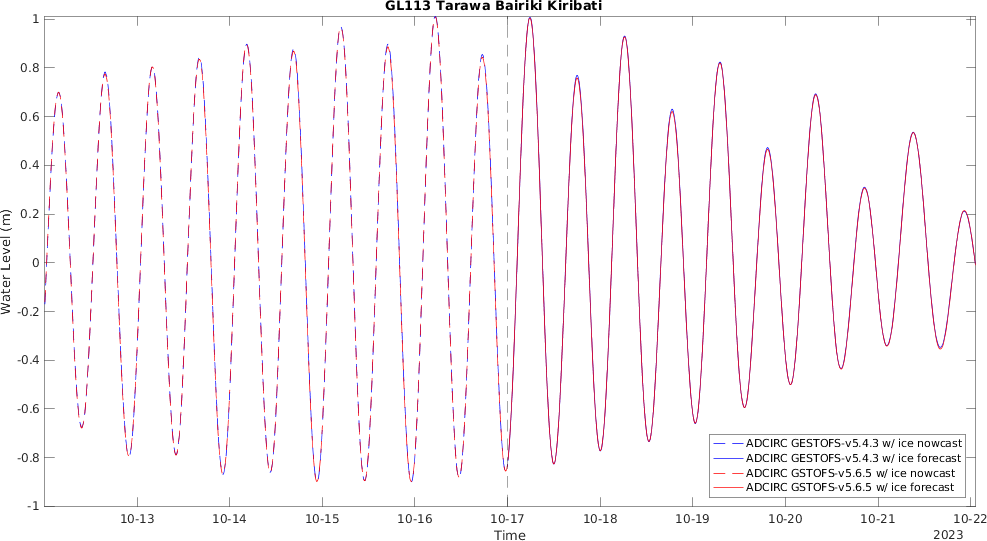 GL113 Tarawa Bairiki Kiribati
1
0.8
0.6
0.4
0.2
0
-0.2
-0.4
-0.6
-0.8
-1
Water Level (m)
ADCIRC GESTOFS-v5.4.3 w/ ice nowcast
ADCIRC GESTOFS-v5.4.3 w/ ice forecast
ADCIRC GSTOFS-v5.6.5 w/ ice nowcast
ADCIRC GSTOFS-v5.6.5 w/ ice forecast
10-13 10-14 10-15 10-16 10-17 10-18 10-19 10-20 10-21 10-22
Time
2023